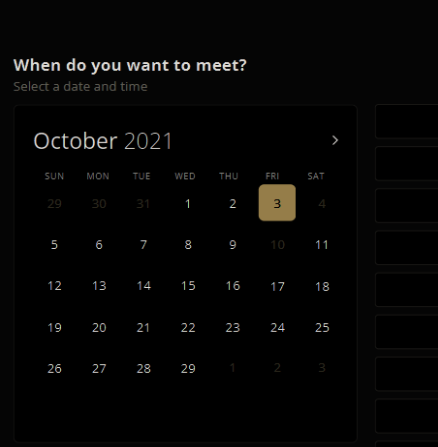 When do you want to meet?
Select a date and time
October 2021
SUN MON TUE WED THU FRI SAT
29 30 31 1 2 3 4
5 6 7 8 9 10 11
12 13 14 15 16 17 18
19 20 21 22 23 24 25
26 27 28 29 1 2 3